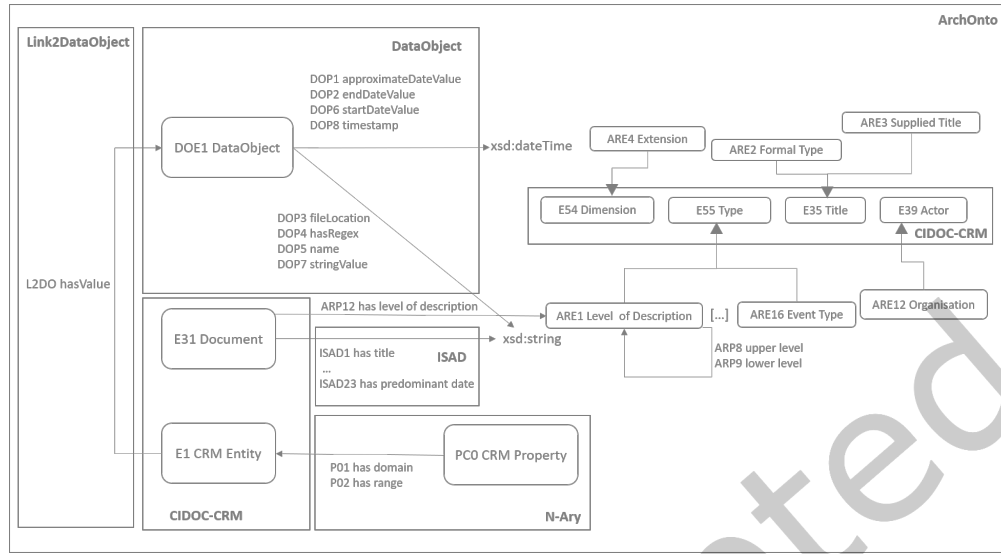 ArchOnto
Link2DataObject
DataObject
DOP1 approximateDateValue
DOP2 endDateValue
DOP6 startDateValue
DOP8 timestamp
DOE1 DataObject
xsd:dateTime
DOP3 fileLocation
DOP4 hasRegex
DOP5 name
DOP7 stringValue
ARE3 Supplied Title
ARE4 Extension
ARE2 Formal Type
E54 Dimension
E55 Type
E35 Title
E39 Actor
CIDOC-CRM
L2DO hasValue
ARP12 has level of description
ARE1 Level of Description
[...]
ARE16 Event Type
ARE12 Organisation
E31 Document
xsd:string
ISAD1 has title
...
ISAD23 has predominant date
ISAD
ARP8 upper level
ARP9 lower level
E1 CRM Entity
P01 has domain
P02 has range
PC0 CRM Property
CIDOC-CRM
N-Ary